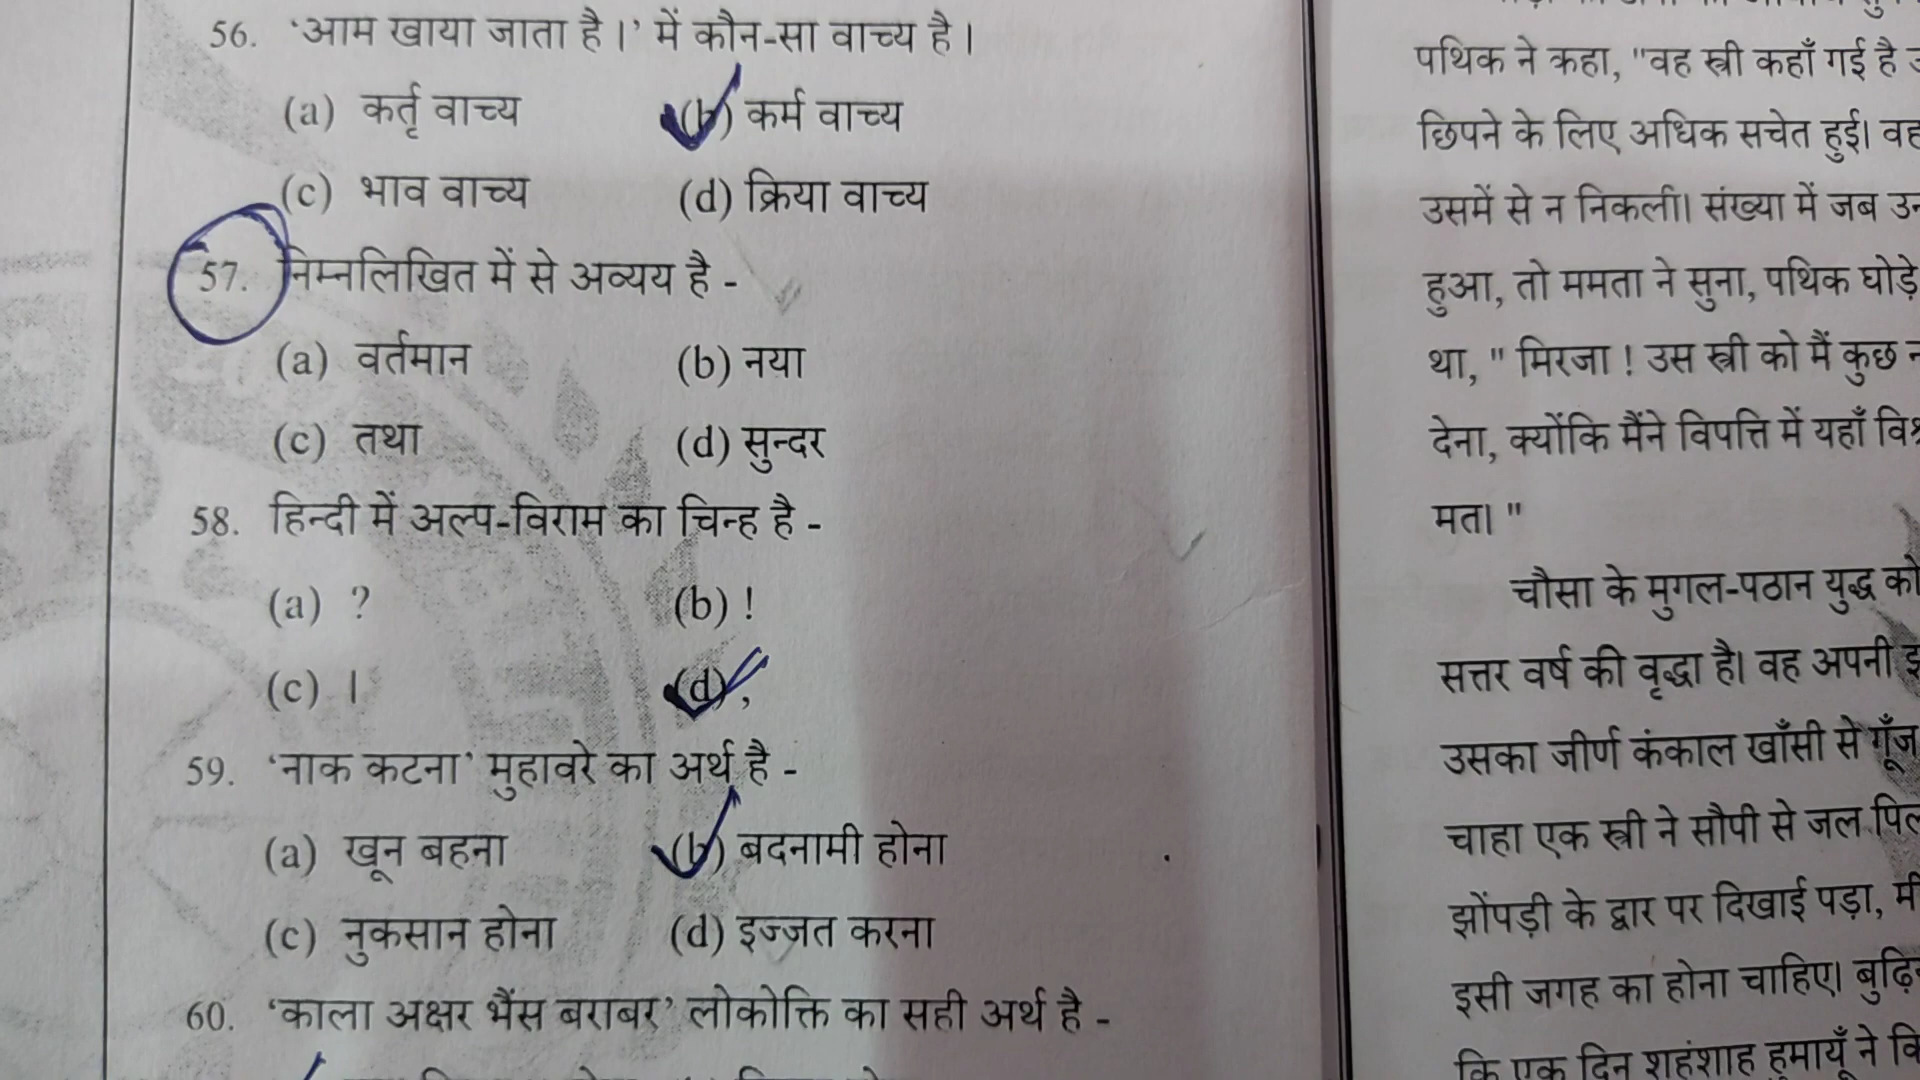 56. 'आम खाया जाता है।' में कौन-सा वाच्य है।
(a) कर्तृ वाच्य (b) कर्म वाच्य
(c) भाव वाच्य (d) क्रिया वाच्य
57. निम्नलिखित में से अव्यय है -
(a) वर्तमान (b) नया
(c) तथा (d) सुन्दर
58. हिन्दी में अल्प-विराम का चिन्ह है -
(a) ? (b) !
(c) । (d) ,
59. 'नाक कटना' मुहावरे का अर्थ है -
(a) खून बहना (b) बदनामी होना
(c) नुकसान होना (d) इज्जत करना
60. 'काला अक्षर भैंस बराबर' लोकोक्ति का सही अर्थ है -
पथिक ने कहा, "वह स्त्री कहाँ गई है
छिपने के लिए अधिक सचेत हुई। वह
उसमें से न निकली। संख्या में जब
हुआ, तो ममता ने सुना, पथिक घोड़े
था, " मिरजा ! उस स्त्री को मैं कुछ
देना, क्योंकि मैंने विपत्ति में यहाँ
मत। "
चौसा के मुगल-पठान युद्ध को
सत्तर वर्ष की वृद्धा है। वह अपनी
उसका जीर्ण कंकाल खाँसी से
चाहा एक स्त्री ने सौपी से जल
झोंपड़ी के द्वार पर दिखाई पड़ा,
इसी जगह का होना चाहिए।
कि एक दिन शहंशाह हुमायूँ ने